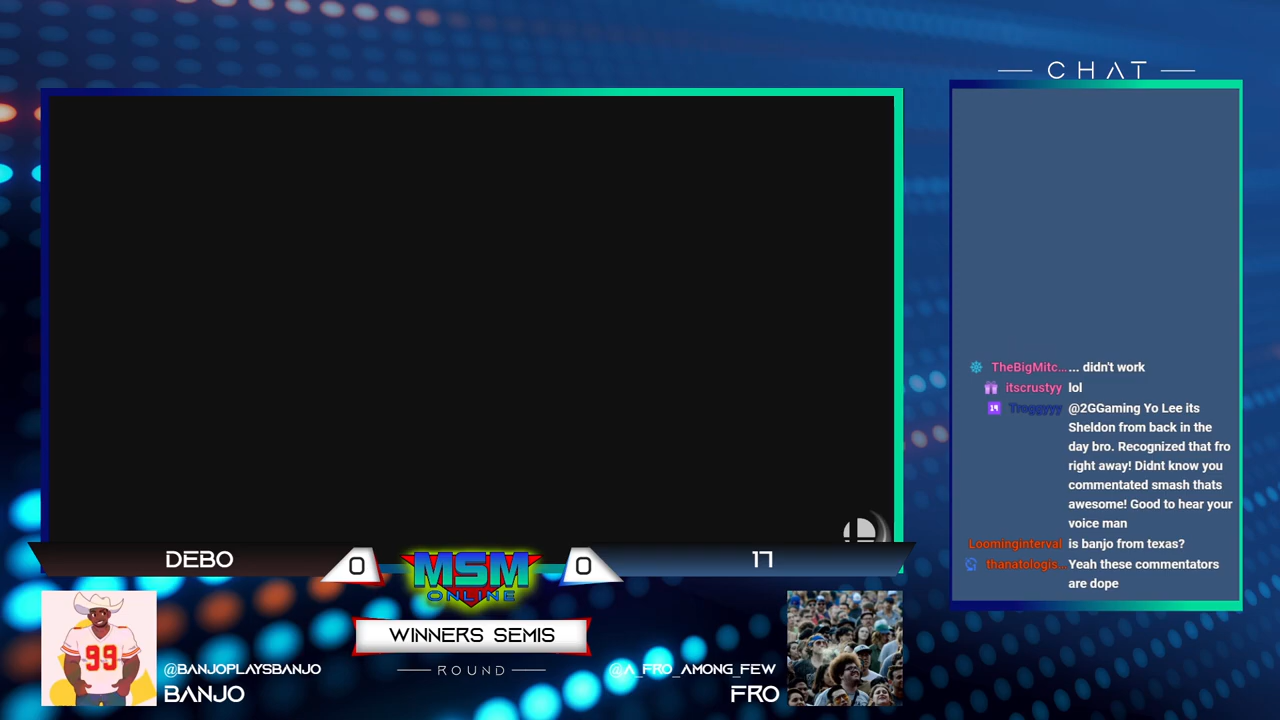 CHAT
TheBigMitc... ... didn't work
itscrustyy lol
19 Troggyyy @2GGaming Yo Lee its
Sheldon from back in the
day bro. Recognized that fro
right away! Didnt know you
commentated smash thats
awesome! Good to hear your
voice man
Loominginterval is banjo from texas?
thanatologis... Yeah these commentators
are dope
DEBO 0 MSM 0 17
ONLINE
WINNERS SEMIS
ROUND
99
@BANJOPLAYSBANJO
BANJO
@A_FRO_AMONG_FEW
FRO